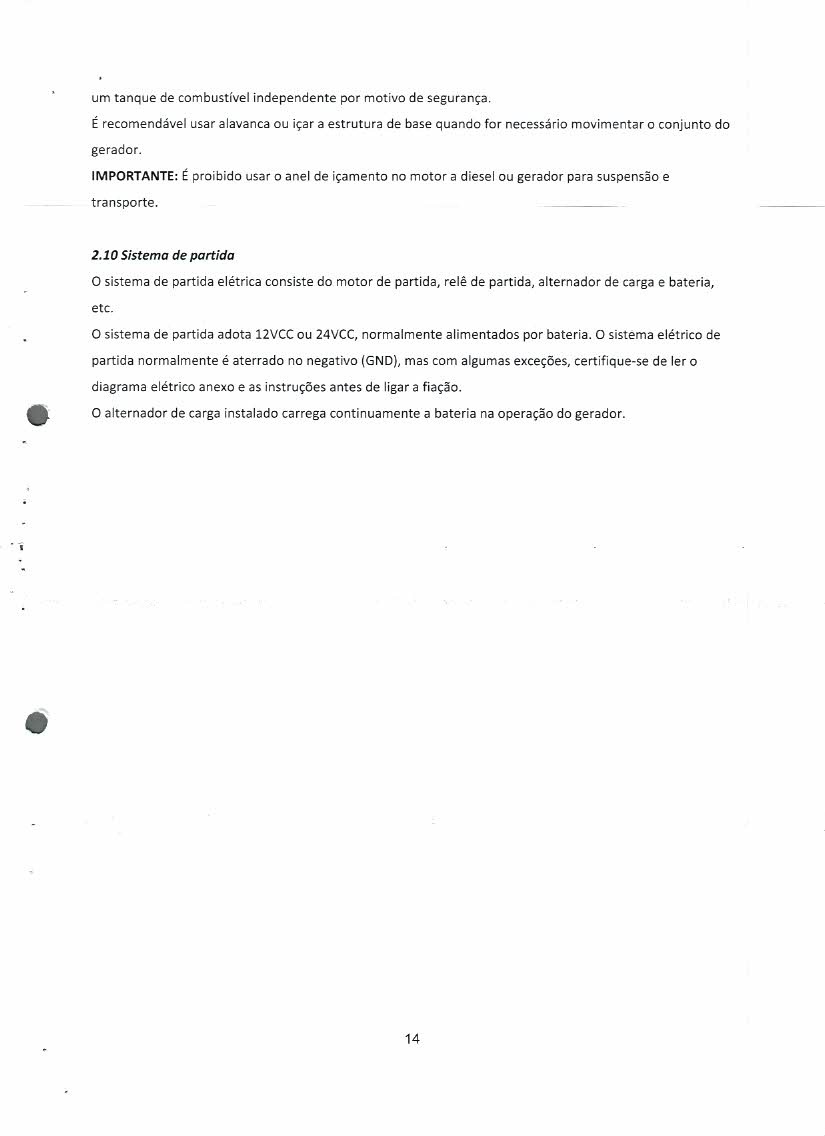 um tanque de combustível independente por motivo de segurança.
É recomendável usar alavanca ou içar a estrutura de base quando for necessário movimentar o conjunto do
gerador.
IMPORTANTE: É proibido usar o anel de içamento no motor a diesel ou gerador para suspensão e
transporte.
2.10 Sistema de partida
O sistema de partida elétrica consiste do motor de partida, relê de partida, alternador de carga e bateria,
etc.
O sistema de partida adota 12VCC ou 24VCC, normalmente alimentados por bateria. O sistema elétrico de
partida normalmente é aterrado no negativo (GND), mas com algumas exceções, certifique-se de ler o
diagrama elétrico anexo e as instruções antes de ligar a fiação.
O alternador de carga instalado carrega continuamente a bateria na operação do gerador.
14